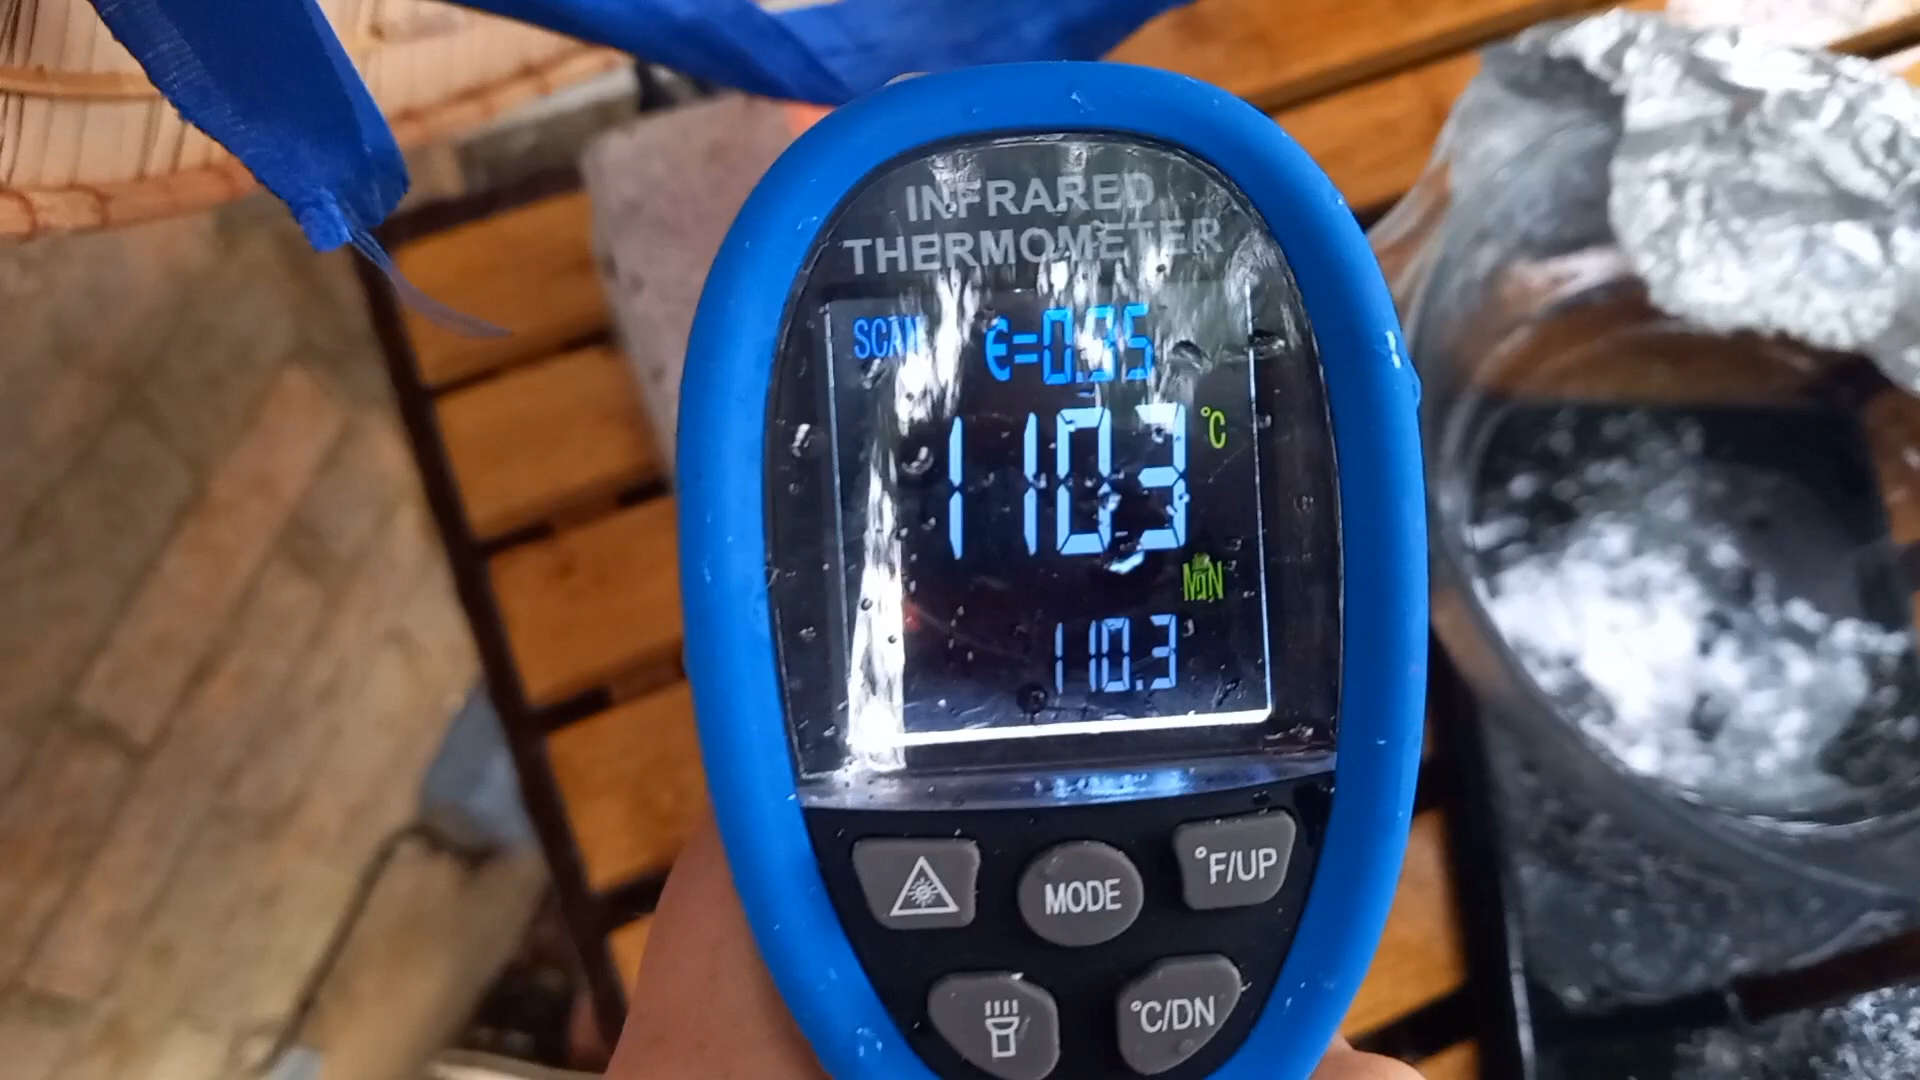 INFRARED
THERMOMETER
SCAN ε=0.95
110.3 °C
MIN
110.3
MODE
°F/UP
°C/DN